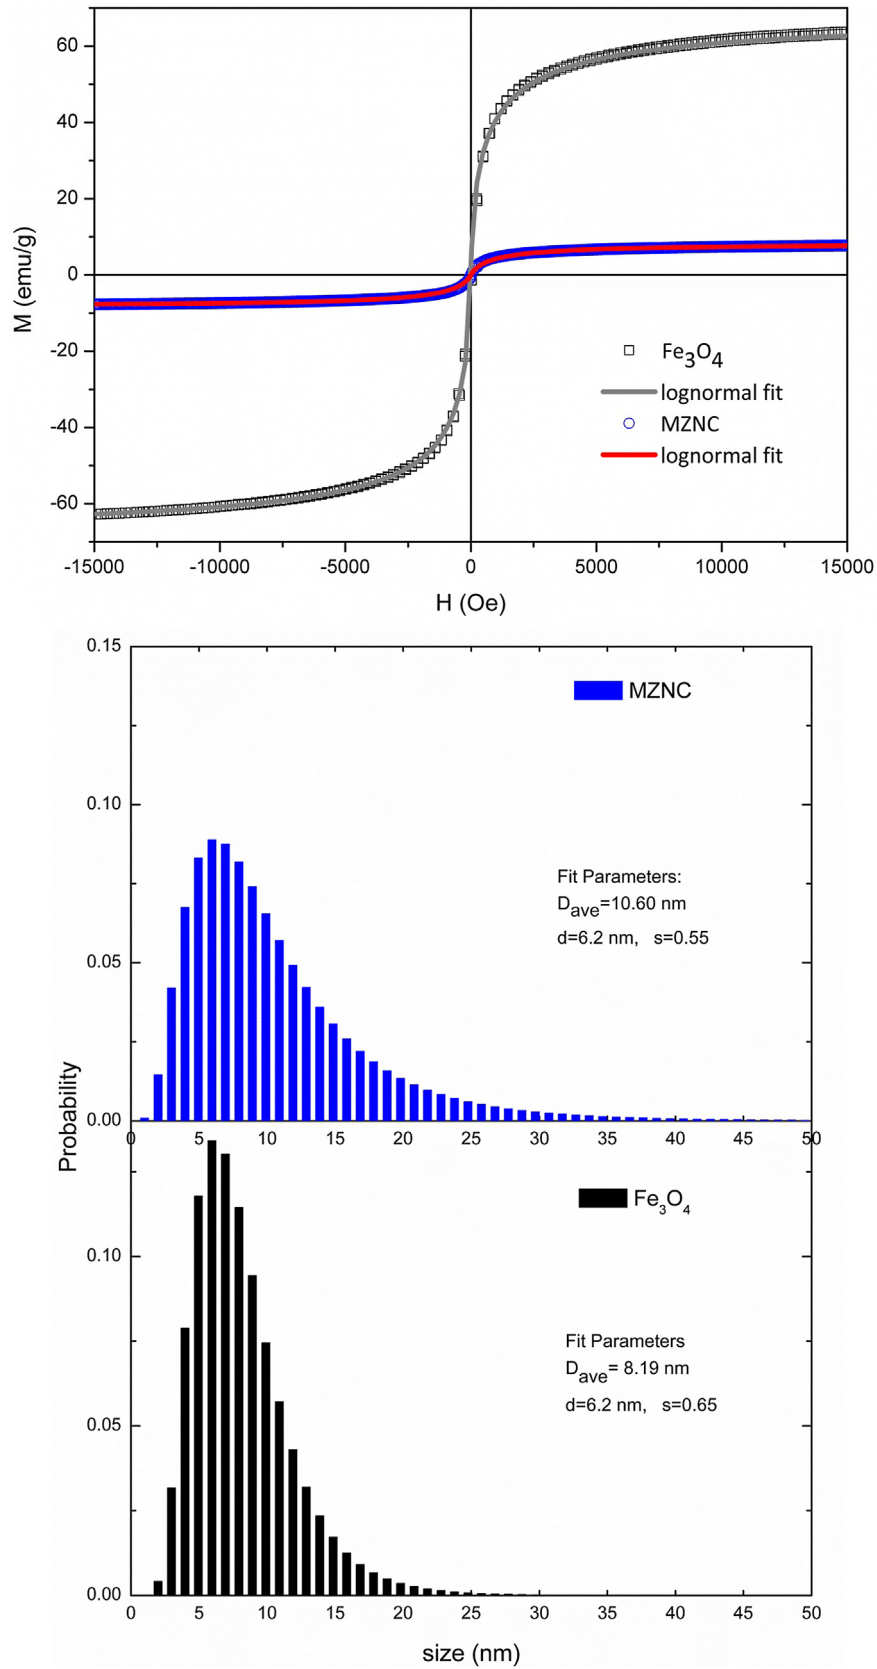 60
40
20
0
-20
-40
-60
M (emu/g)
Fe3O4
lognormal fit
MZNC
lognormal fit
-15000 -10000 -5000 0 5000 10000 15000
H (Oe)
0.15
MZNC
0.10
Fit Parameters:
Dave=10.60 nm
d=6.2 nm, s=0.55
0.05
0.00
0 5 10 15 20 25 30 35 40 45 50
Probability
Fe3O4
0.10
Fit Parameters
Dave= 8.19 nm
d=6.2 nm, s=0.65
0.05
0.00
0 5 10 15 20 25 30 35 40 45 50
size (nm)